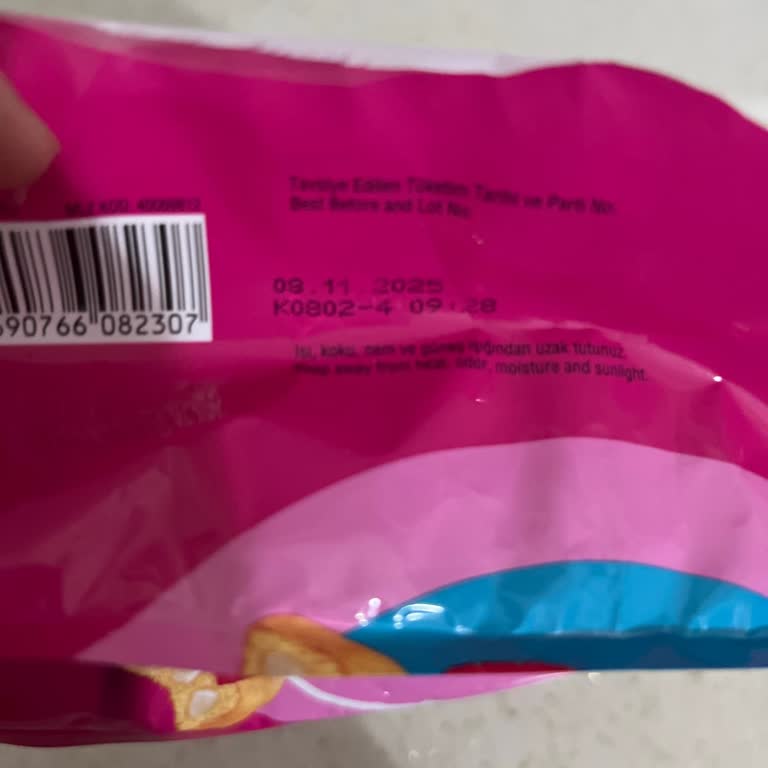 Tavsiye Edilen Tüketim Tarihi ve Parti No.
Best Before and Lot No.
08.11.2025
K0802-4 09:28
690766 082307
Isı, koku, nem ve güneş ışığından uzak tutunuz.
Keep away from heat, odor, moisture and sunlight.